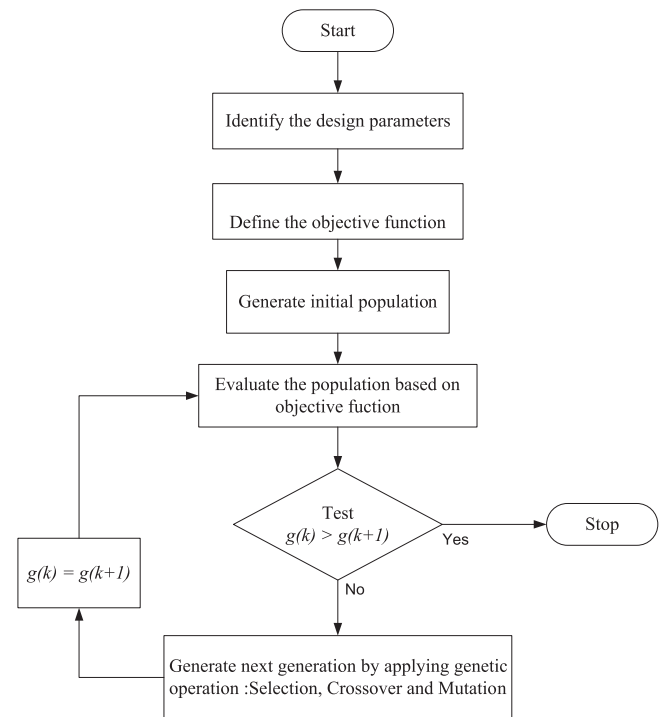 Start
Identify the design parameters
Define the objective function
Generate initial population
Evaluate the population based on
objective fuction
Test
g(k) > g(k+1)
Yes
Stop
No
g(k) = g(k+1)
Generate next generation by applying genetic
operation :Selection, Crossover and Mutation